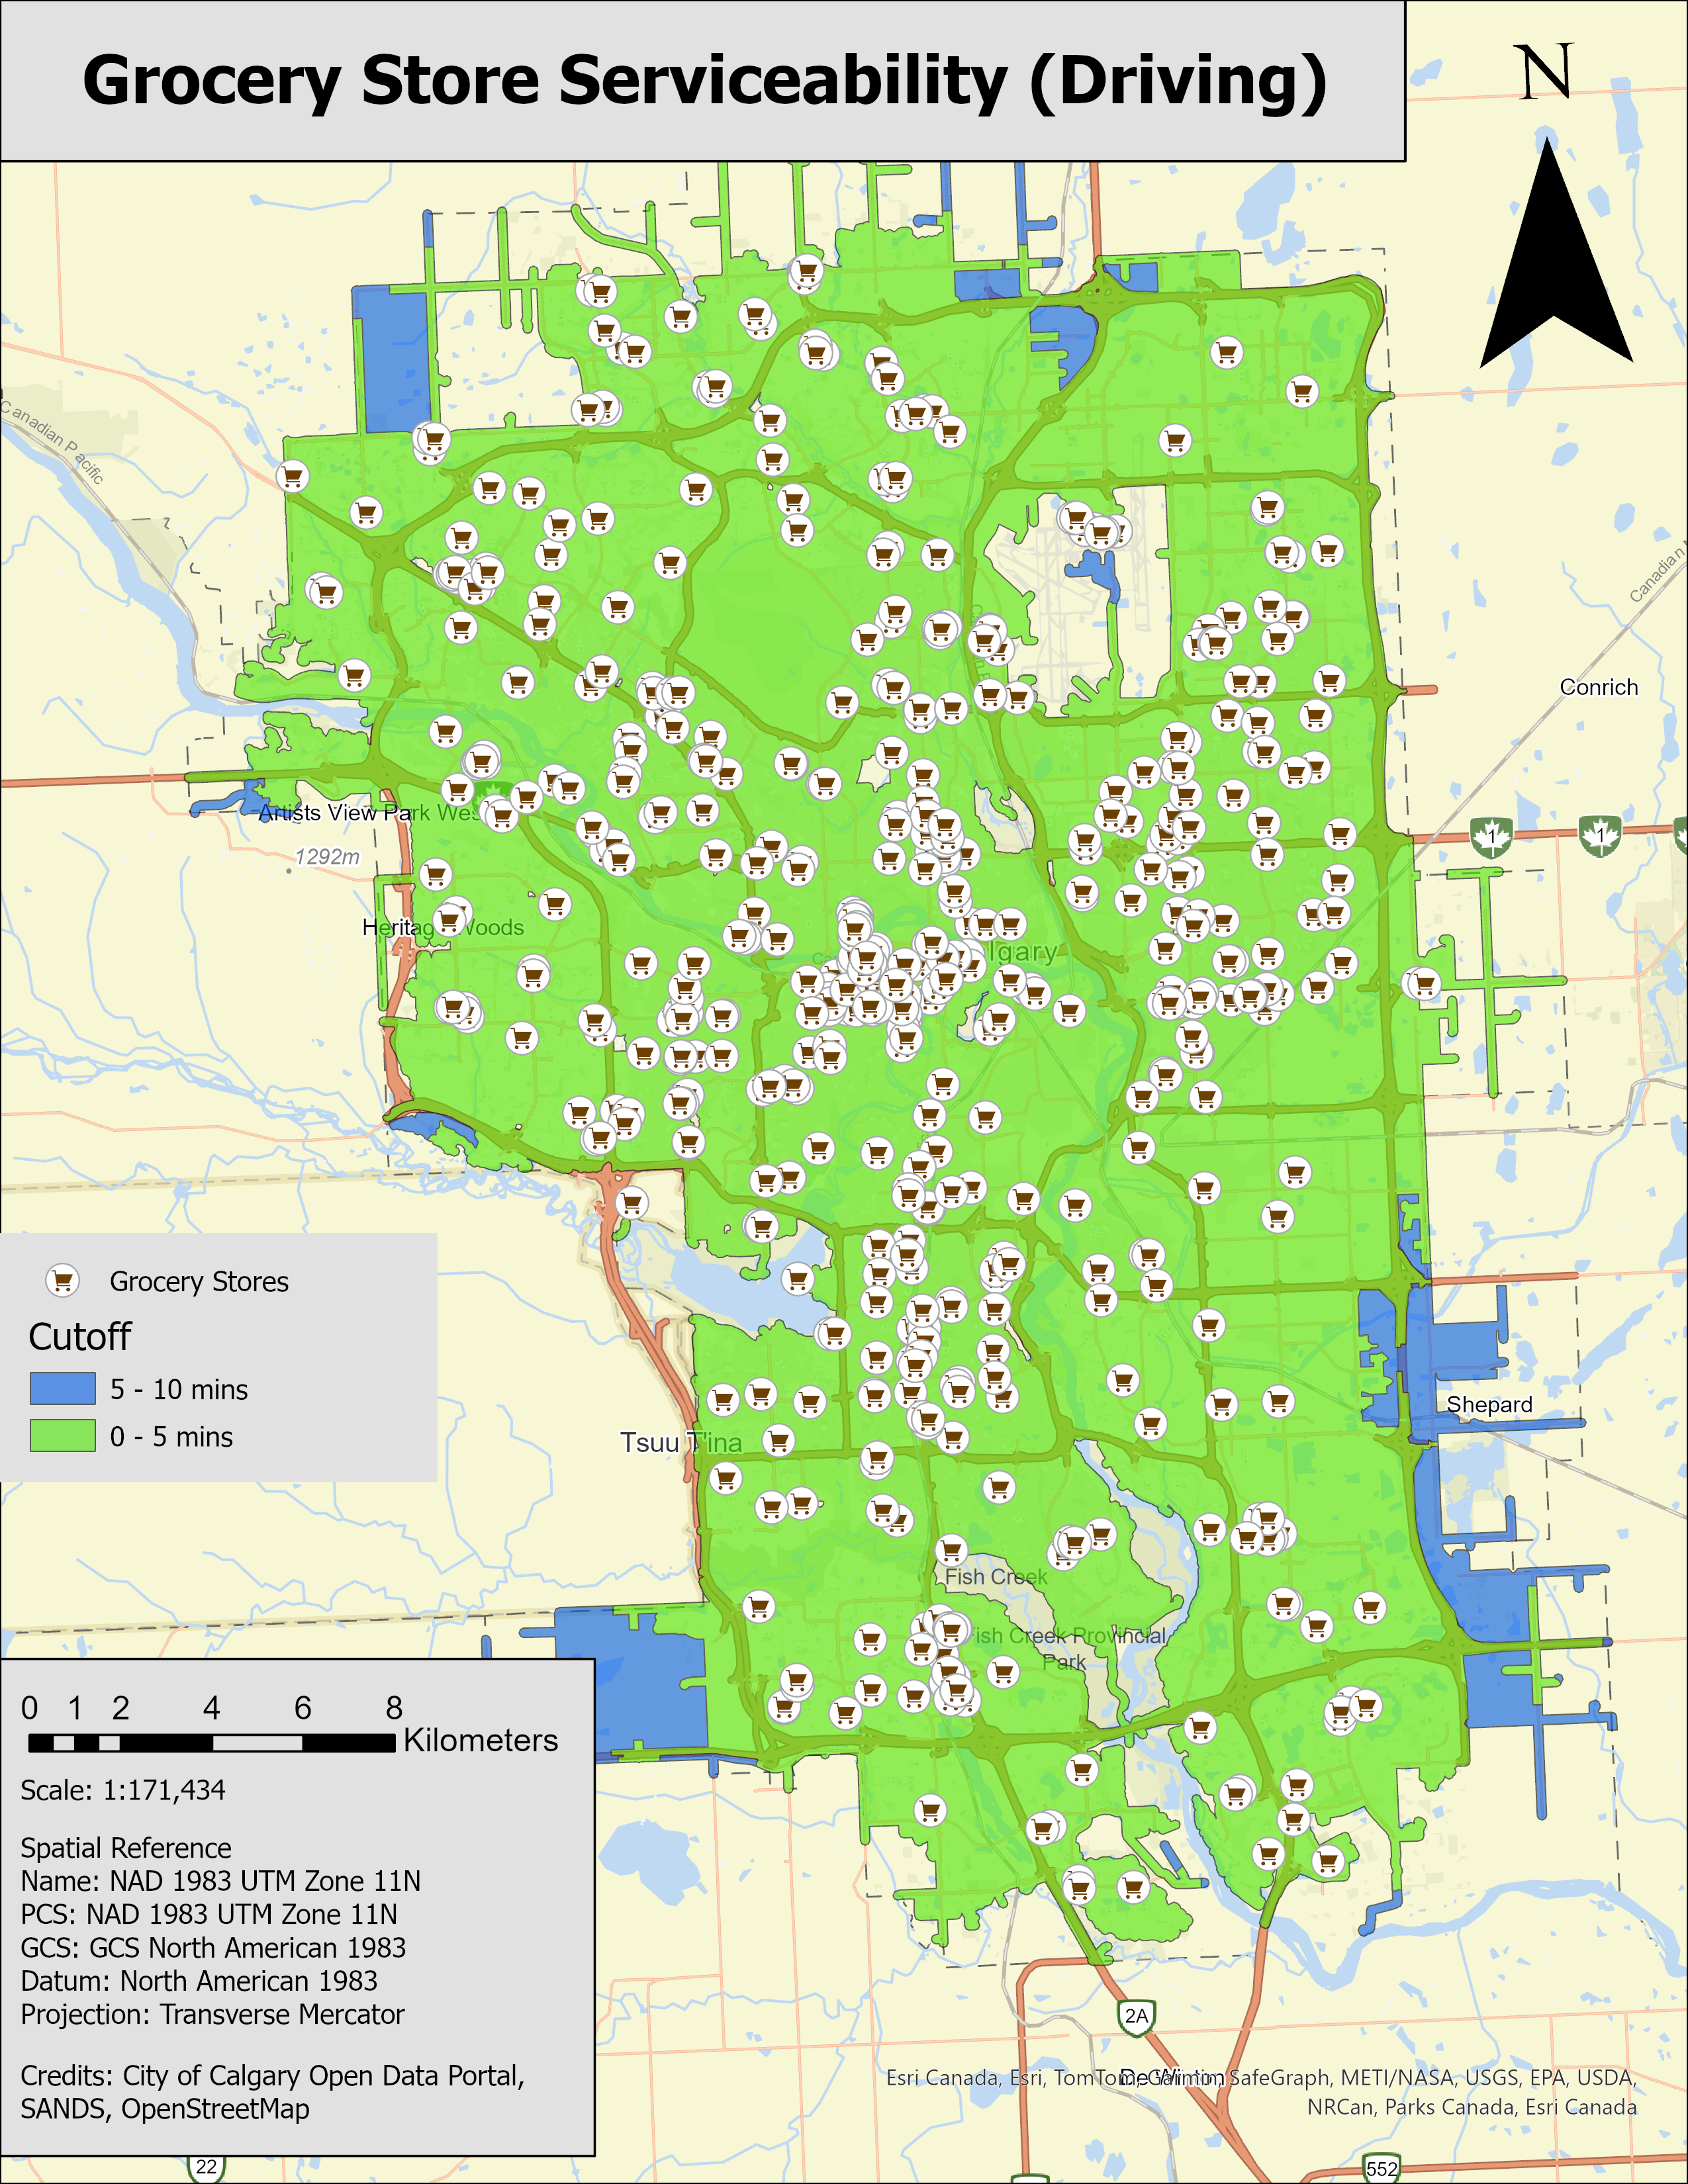 Grocery Store Serviceability (Driving)
N
Canadian Pacific
Canadian
Conrich
1
1
Artists View Park Wes
1292m
Heritag Woods
lgary
Grocery Stores
Cutoff
5 - 10 mins
0 - 5 mins
Shepard
Tsuu T'ina
Fish Creek
ish Creek Provincial
Park
0 1 2 4 6 8
Kilometers
Scale: 1:171,434
Spatial Reference
Name: NAD 1983 UTM Zone 11N
PCS: NAD 1983 UTM Zone 11N
GCS: GCS North American 1983
Datum: North American 1983
Projection: Transverse Mercator
Credits: City of Calgary Open Data Portal,
SANDS, OpenStreetMap
2A
De Winton
Esri Canada, Esri, TomTom, Garmin, SafeGraph, METI/NASA, USGS, EPA, USDA,
NRCan, Parks Canada, Esri Canada
22
552